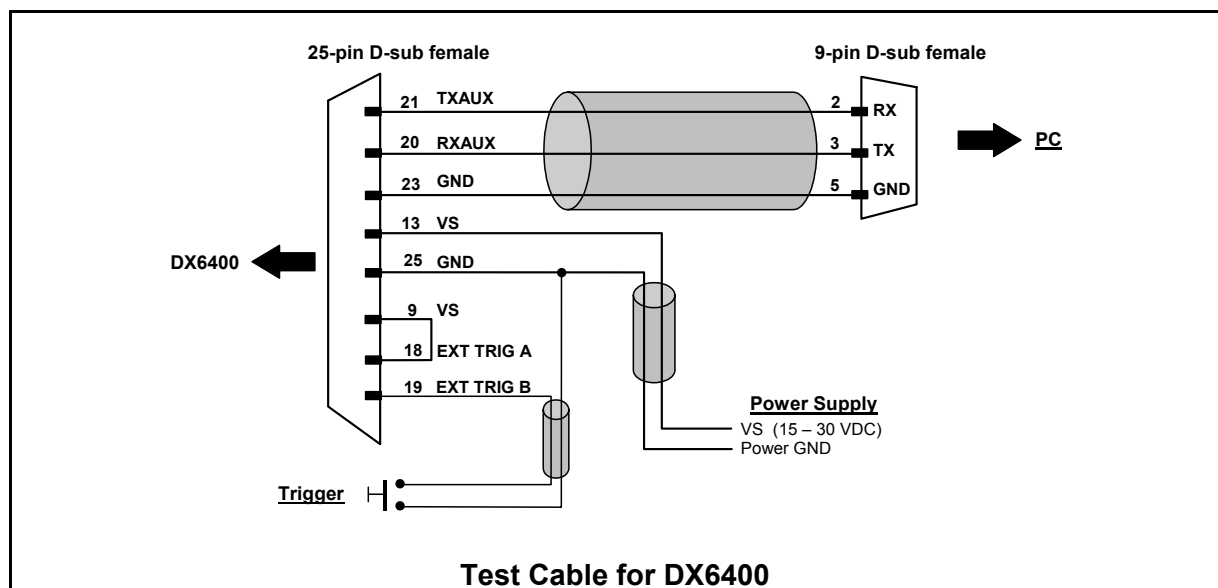 25-pin D-sub female
9-pin D-sub female
21 TXAUX
2 RX
20 RXAUX
3 TX
PC
23 GND
5 GND
13 VS
DX6400
25 GND
9 VS
18 EXT TRIG A
19 EXT TRIG B
Power Supply
VS (15 – 30 VDC)
Power GND
Trigger
Test Cable for DX6400